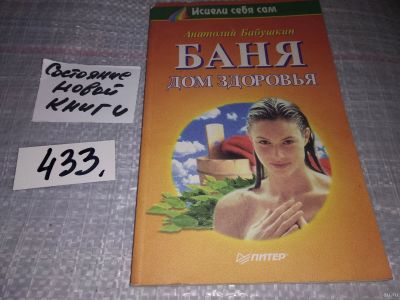 Исцели себя сам
Анатолий Бабушкин
БАНЯ
ДОМ ЗДОРОВЬЯ
Состояние
новой
книги
433.
ПИТЕР